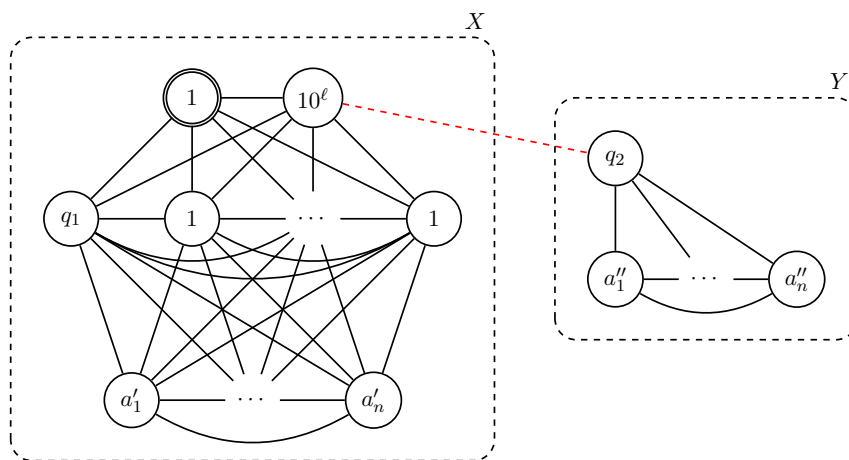 X
1 10^ℓ
Y
q₂
q₁ 1 ⋯ 1
a″₁ ⋯ a″ₙ
a′₁ ⋯ a′ₙ